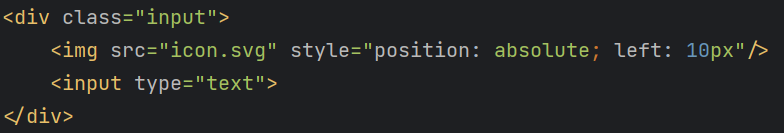 <div class="input">
<img src="icon.svg" style="position: absolute; left: 10px"/>
<input type="text">
</div>